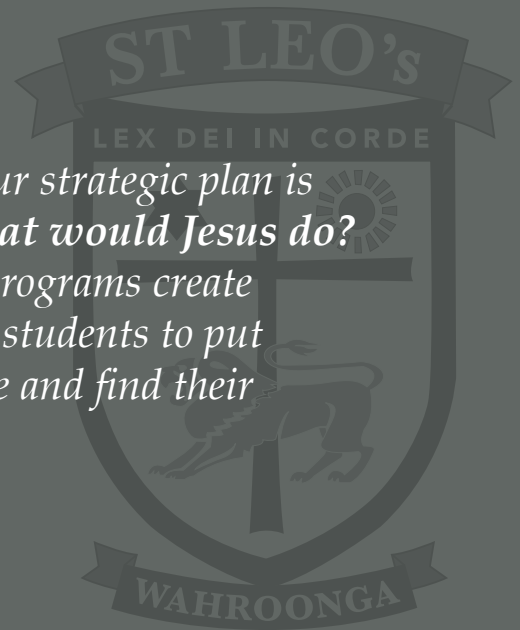 ST LEO's
LEX DEI IN CORDE
ur strategic plan is
at would Jesus do?
rograms create
students to put
e and find their
WAHROONGA